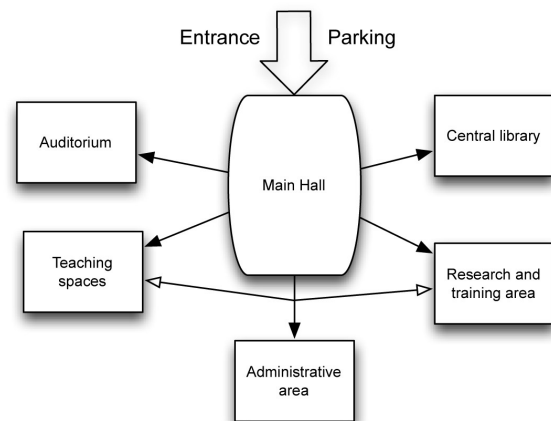 Entrance Parking
Auditorium
Central library
Main Hall
Teaching
spaces
Research and
training area
Administrative
area